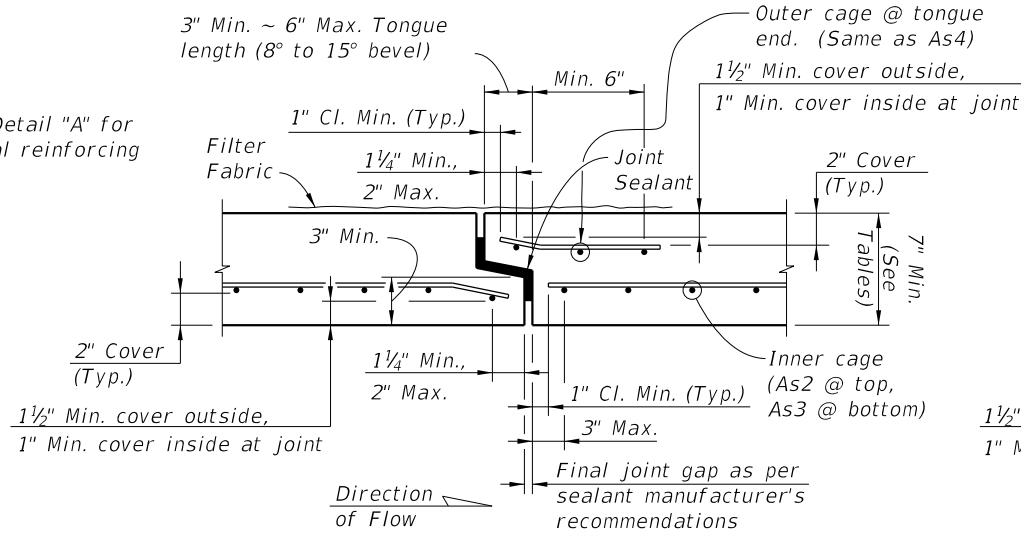 3" Min. ~ 6" Max. Tongue
length (8° to 15° bevel)
Outer cage @ tongue
end. (Same as As4)
Min. 6"
1½" Min. cover outside,
1" Min. cover inside at joint
1" Cl. Min. (Typ.)
Detail "A" for
al reinforcing
Filter
Fabric
1¼" Min.,
2" Max.
Joint
Sealant
2" Cover
(Typ.)
3" Min.
7" Min.
(See
Tables)
2" Cover
(Typ.)
1¼" Min.,
2" Max.
Inner cage
(As2 @ top,
As3 @ bottom)
1" Cl. Min. (Typ.)
1½" Min. cover outside,
1" Min. cover inside at joint
3" Max.
1½"
1" M
Final joint gap as per
sealant manufacturer's
recommendations
Direction
of Flow